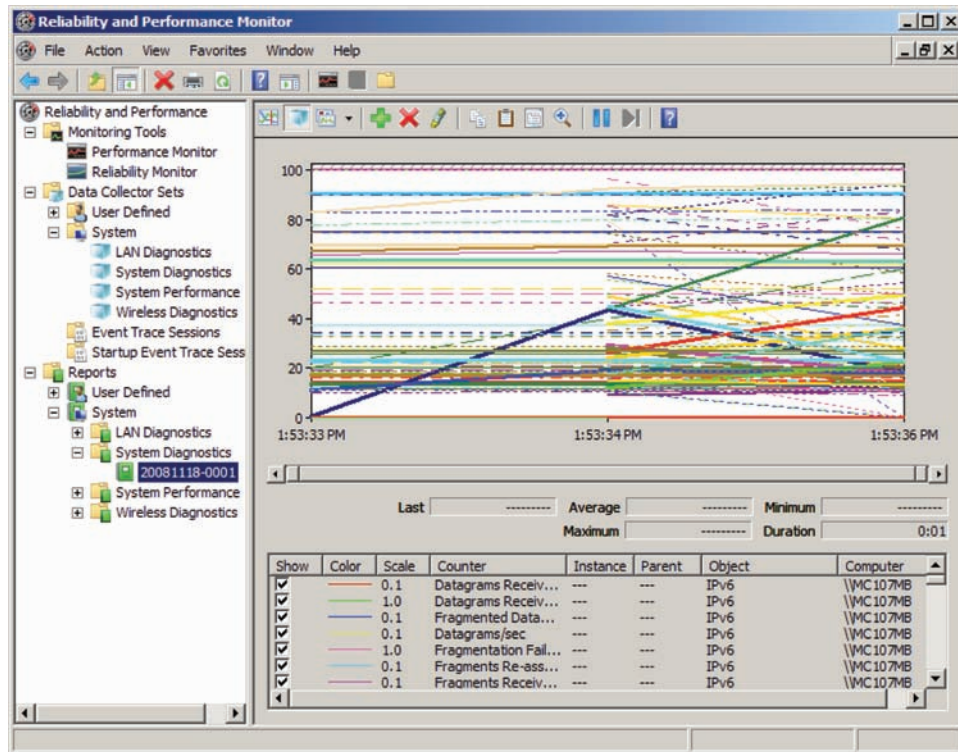 Reliability and Performance Monitor
File Action View Favorites Window Help
Reliability and Performance
Monitoring Tools
Performance Monitor
Reliability Monitor
Data Collector Sets
User Defined
System
LAN Diagnostics
System Diagnostics
System Performance
Wireless Diagnostics
Event Trace Sessions
Startup Event Trace Sess
Reports
User Defined
System
LAN Diagnostics
System Diagnostics
20081118-0001
System Performance
Wireless Diagnostics
100
80
60
40
20
0
1:53:33 PM 1:53:34 PM 1:53:36 PM
Last --------- Average --------- Minimum ---------
Maximum --------- Duration 0:01
Show Color Scale Counter Instance Parent Object Computer
0.1 Datagrams Receiv... --- --- IPv6 \\MC107MB
1.0 Datagrams Receiv... --- --- IPv6 \\MC107MB
0.1 Fragmented Data... --- --- IPv6 \\MC107MB
0.1 Datagrams/sec --- --- IPv6 \\MC107MB
1.0 Fragmentation Fail... --- --- IPv6 \\MC107MB
0.1 Fragments Re-ass... --- --- IPv6 \\MC107MB
0.1 Fragments Receiv... --- --- IPv6 \\MC107MB